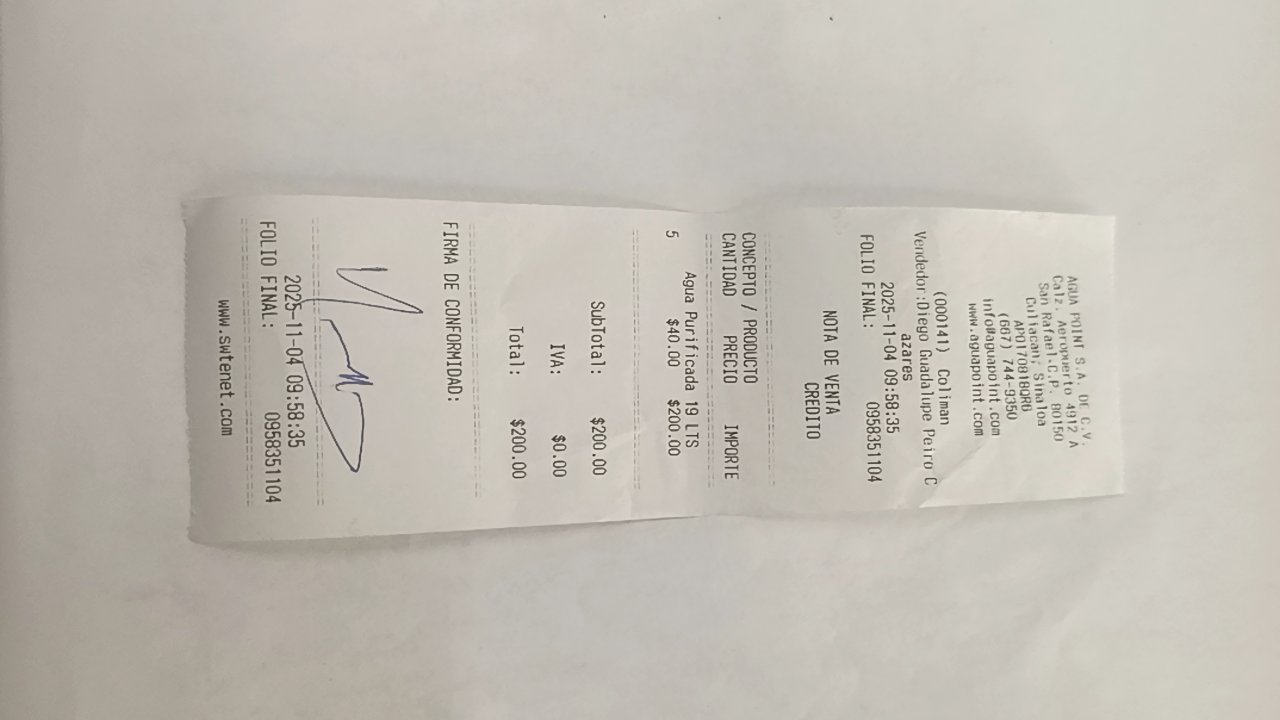 AGUA POINT S.A. DE C.V.
Calz. Aeropuerto 4912 A
San Rafael.C.P. 80150
Culiacan, Sinaloa
APO170818QR6
(667) 744-9350
info@aguapoint.com
www.aguapoint.com
(000141) Coliman
Vendedor:Diego Guadalupe Peiro C
azares
2025-11-04 09:58:35
FOLIO FINAL: 0958351104
NOTA DE VENTA
CREDITO
CONCEPTO / PRODUCTO
CANTIDAD PRECIO IMPORTE
Agua Purificada 19 LTS
5 $40.00 $200.00
SubTotal: $200.00
IVA: $0.00
Total: $200.00
FIRMA DE CONFORMIDAD:
2025-11-04 09:58:35
FOLIO FINAL: 0958351104
www.swtenet.com